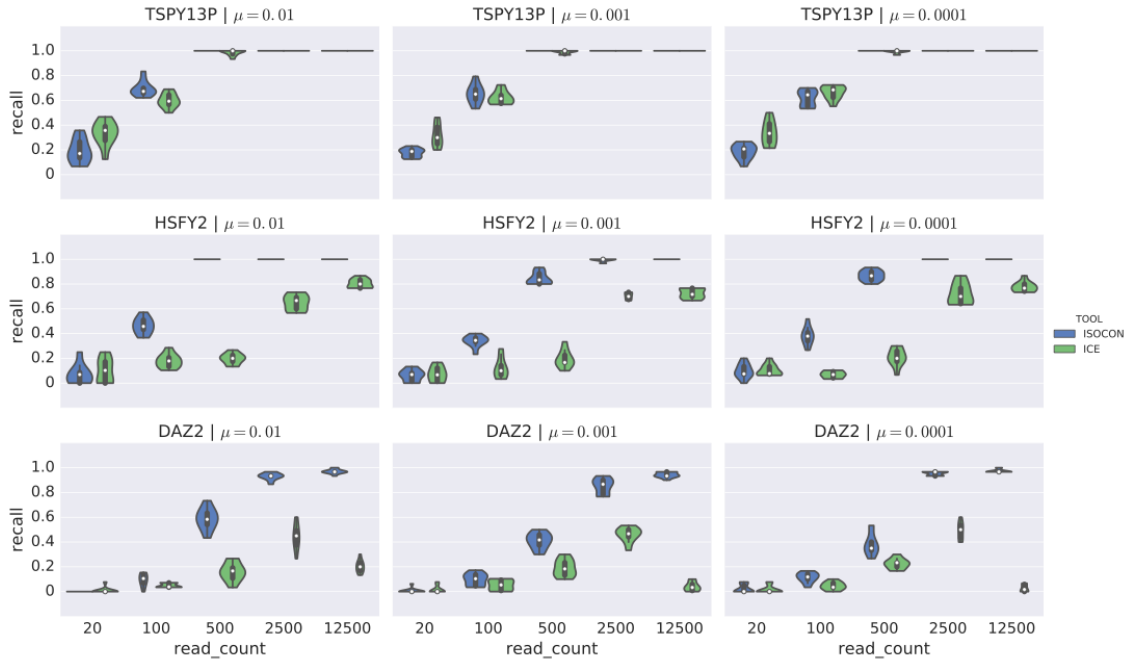 TSPY13P | μ = 0.01
TSPY13P | μ = 0.001
TSPY13P | μ = 0.0001
recall
1.0
0.8
0.6
0.4
0.2
0
HSFY2 | μ = 0.01
HSFY2 | μ = 0.001
HSFY2 | μ = 0.0001
recall
1.0
0.8
0.6
0.4
0.2
0
TOOL
ISOCON
ICE
DAZ2 | μ = 0.01
DAZ2 | μ = 0.001
DAZ2 | μ = 0.0001
recall
1.0
0.8
0.6
0.4
0.2
0
20 100 500 2500 12500
20 100 500 2500 12500
20 100 500 2500 12500
read_count
read_count
read_count